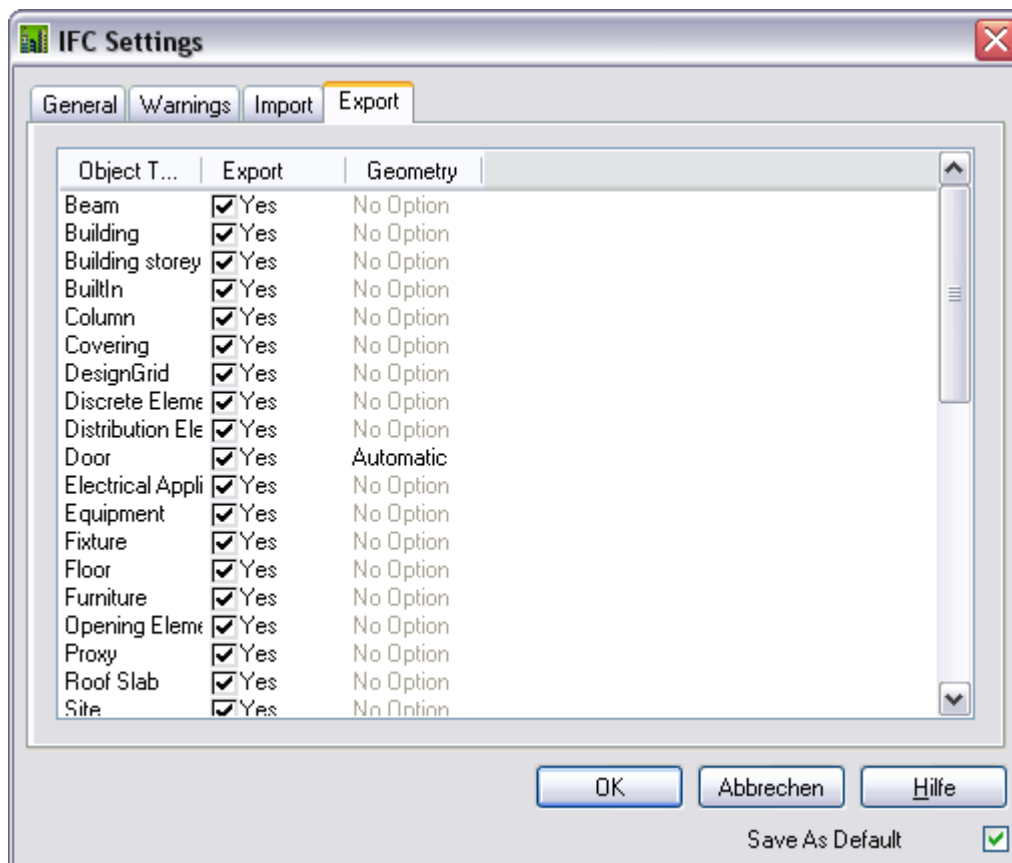 IFC Settings
General Warnings Import Export
Object T... Export Geometry
Beam Yes No Option
Building Yes No Option
Building storey Yes No Option
BuiltIn Yes No Option
Column Yes No Option
Covering Yes No Option
DesignGrid Yes No Option
Discrete Eleme Yes No Option
Distribution Ele Yes No Option
Door Yes Automatic
Electrical Appli Yes No Option
Equipment Yes No Option
Fixture Yes No Option
Floor Yes No Option
Furniture Yes No Option
Opening Eleme Yes No Option
Proxy Yes No Option
Roof Slab Yes No Option
Site Yes No Option
OK Abbrechen Hilfe
Save As Default